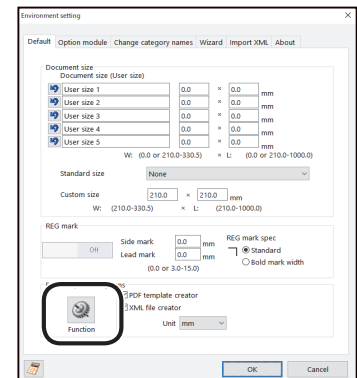 Environment setting
Default Option module Change category names Wizard Import XML About
Document size
Document size (User size)
User size 1 0.0 × 0.0 mm
User size 2 0.0 × 0.0 mm
User size 3 0.0 × 0.0 mm
User size 4 0.0 × 0.0 mm
User size 5 0.0 × 0.0 mm
W: (0.0 or 210.0-330.5) × L: (0.0 or 210.0-1000.0)
Standard size None
Custom size 210.0 × 210.0 mm
W: (210.0-330.5) × L: (210.0-1000.0)
REG mark
Off
Side mark 0.0 mm
Lead mark 0.0 mm
(0.0 or 3.0-15.0)
REG mark spec
Standard
Bold mark width
PDF template creator
XML file creator
Function
Unit mm
OK Cancel